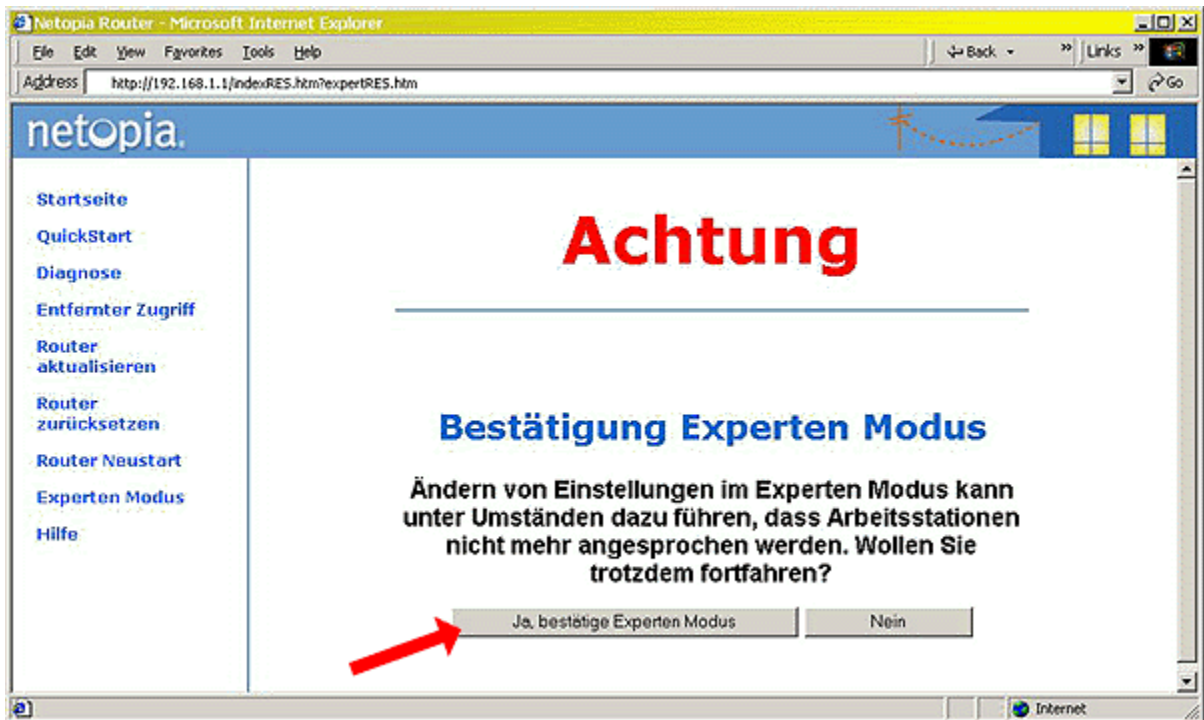 Netopia Router - Microsoft Internet Explorer
File Edit View Favorites Tools Help Back Links
Address http://192.168.1.1/indexRES.htm?expertRES.htm Go
netopia.
Startseite
QuickStart
Diagnose
Entfernter Zugriff
Router
aktualisieren
Router
zurücksetzen
Router Neustart
Experten Modus
Hilfe
Achtung
Bestätigung Experten Modus
Ändern von Einstellungen im Experten Modus kann
unter Umständen dazu führen, dass Arbeitsstationen
nicht mehr angesprochen werden. Wollen Sie
trotzdem fortfahren?
Ja, bestätige Experten Modus Nein
Internet